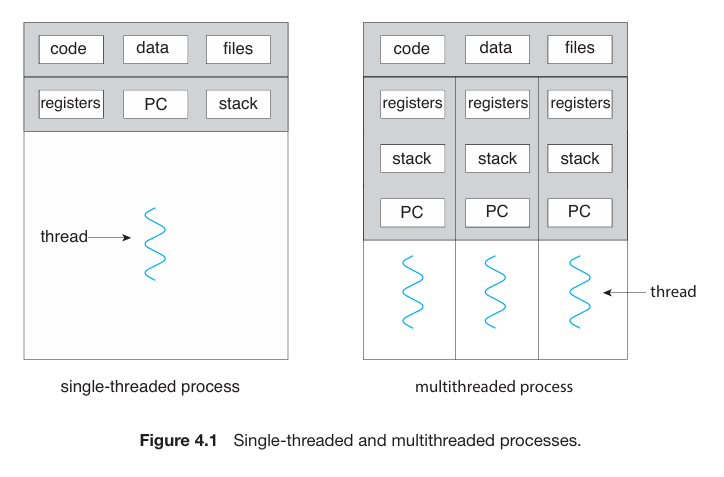 code data files
registers PC stack
thread
single-threaded process
code data files
registers registers registers
stack stack stack
PC PC PC
thread
multithreaded process
Figure 4.1 Single-threaded and multithreaded processes.